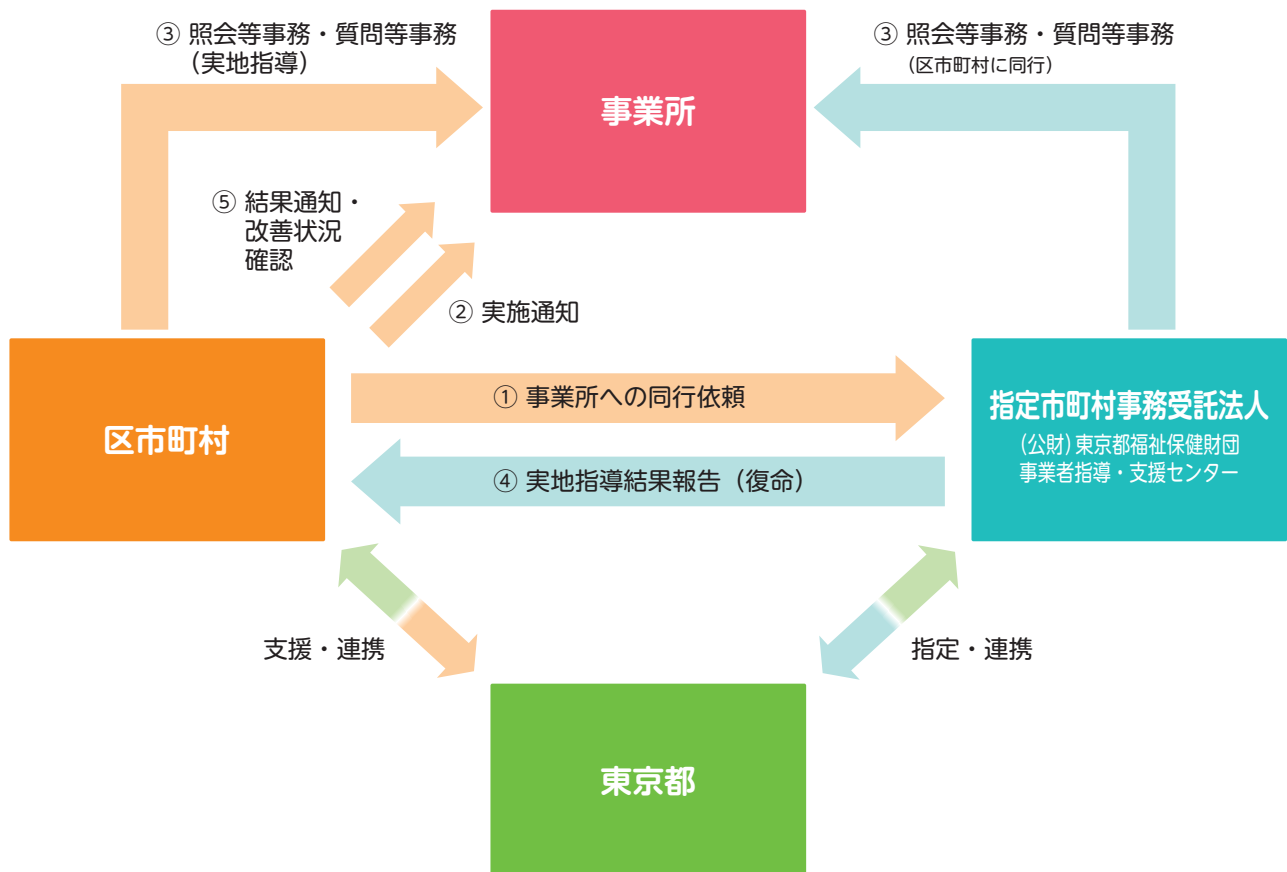 ③ 照会等事務・質問等事務
（実地指導）
③ 照会等事務・質問等事務
（区市町村に同行）
事業所
⑤ 結果通知・
改善状況
確認
② 実施通知
区市町村
① 事業所への同行依頼
④ 実地指導結果報告（復命）
指定市町村事務受託法人
（公財）東京都福祉保健財団
事業者指導・支援センター
支援・連携
指定・連携
東京都